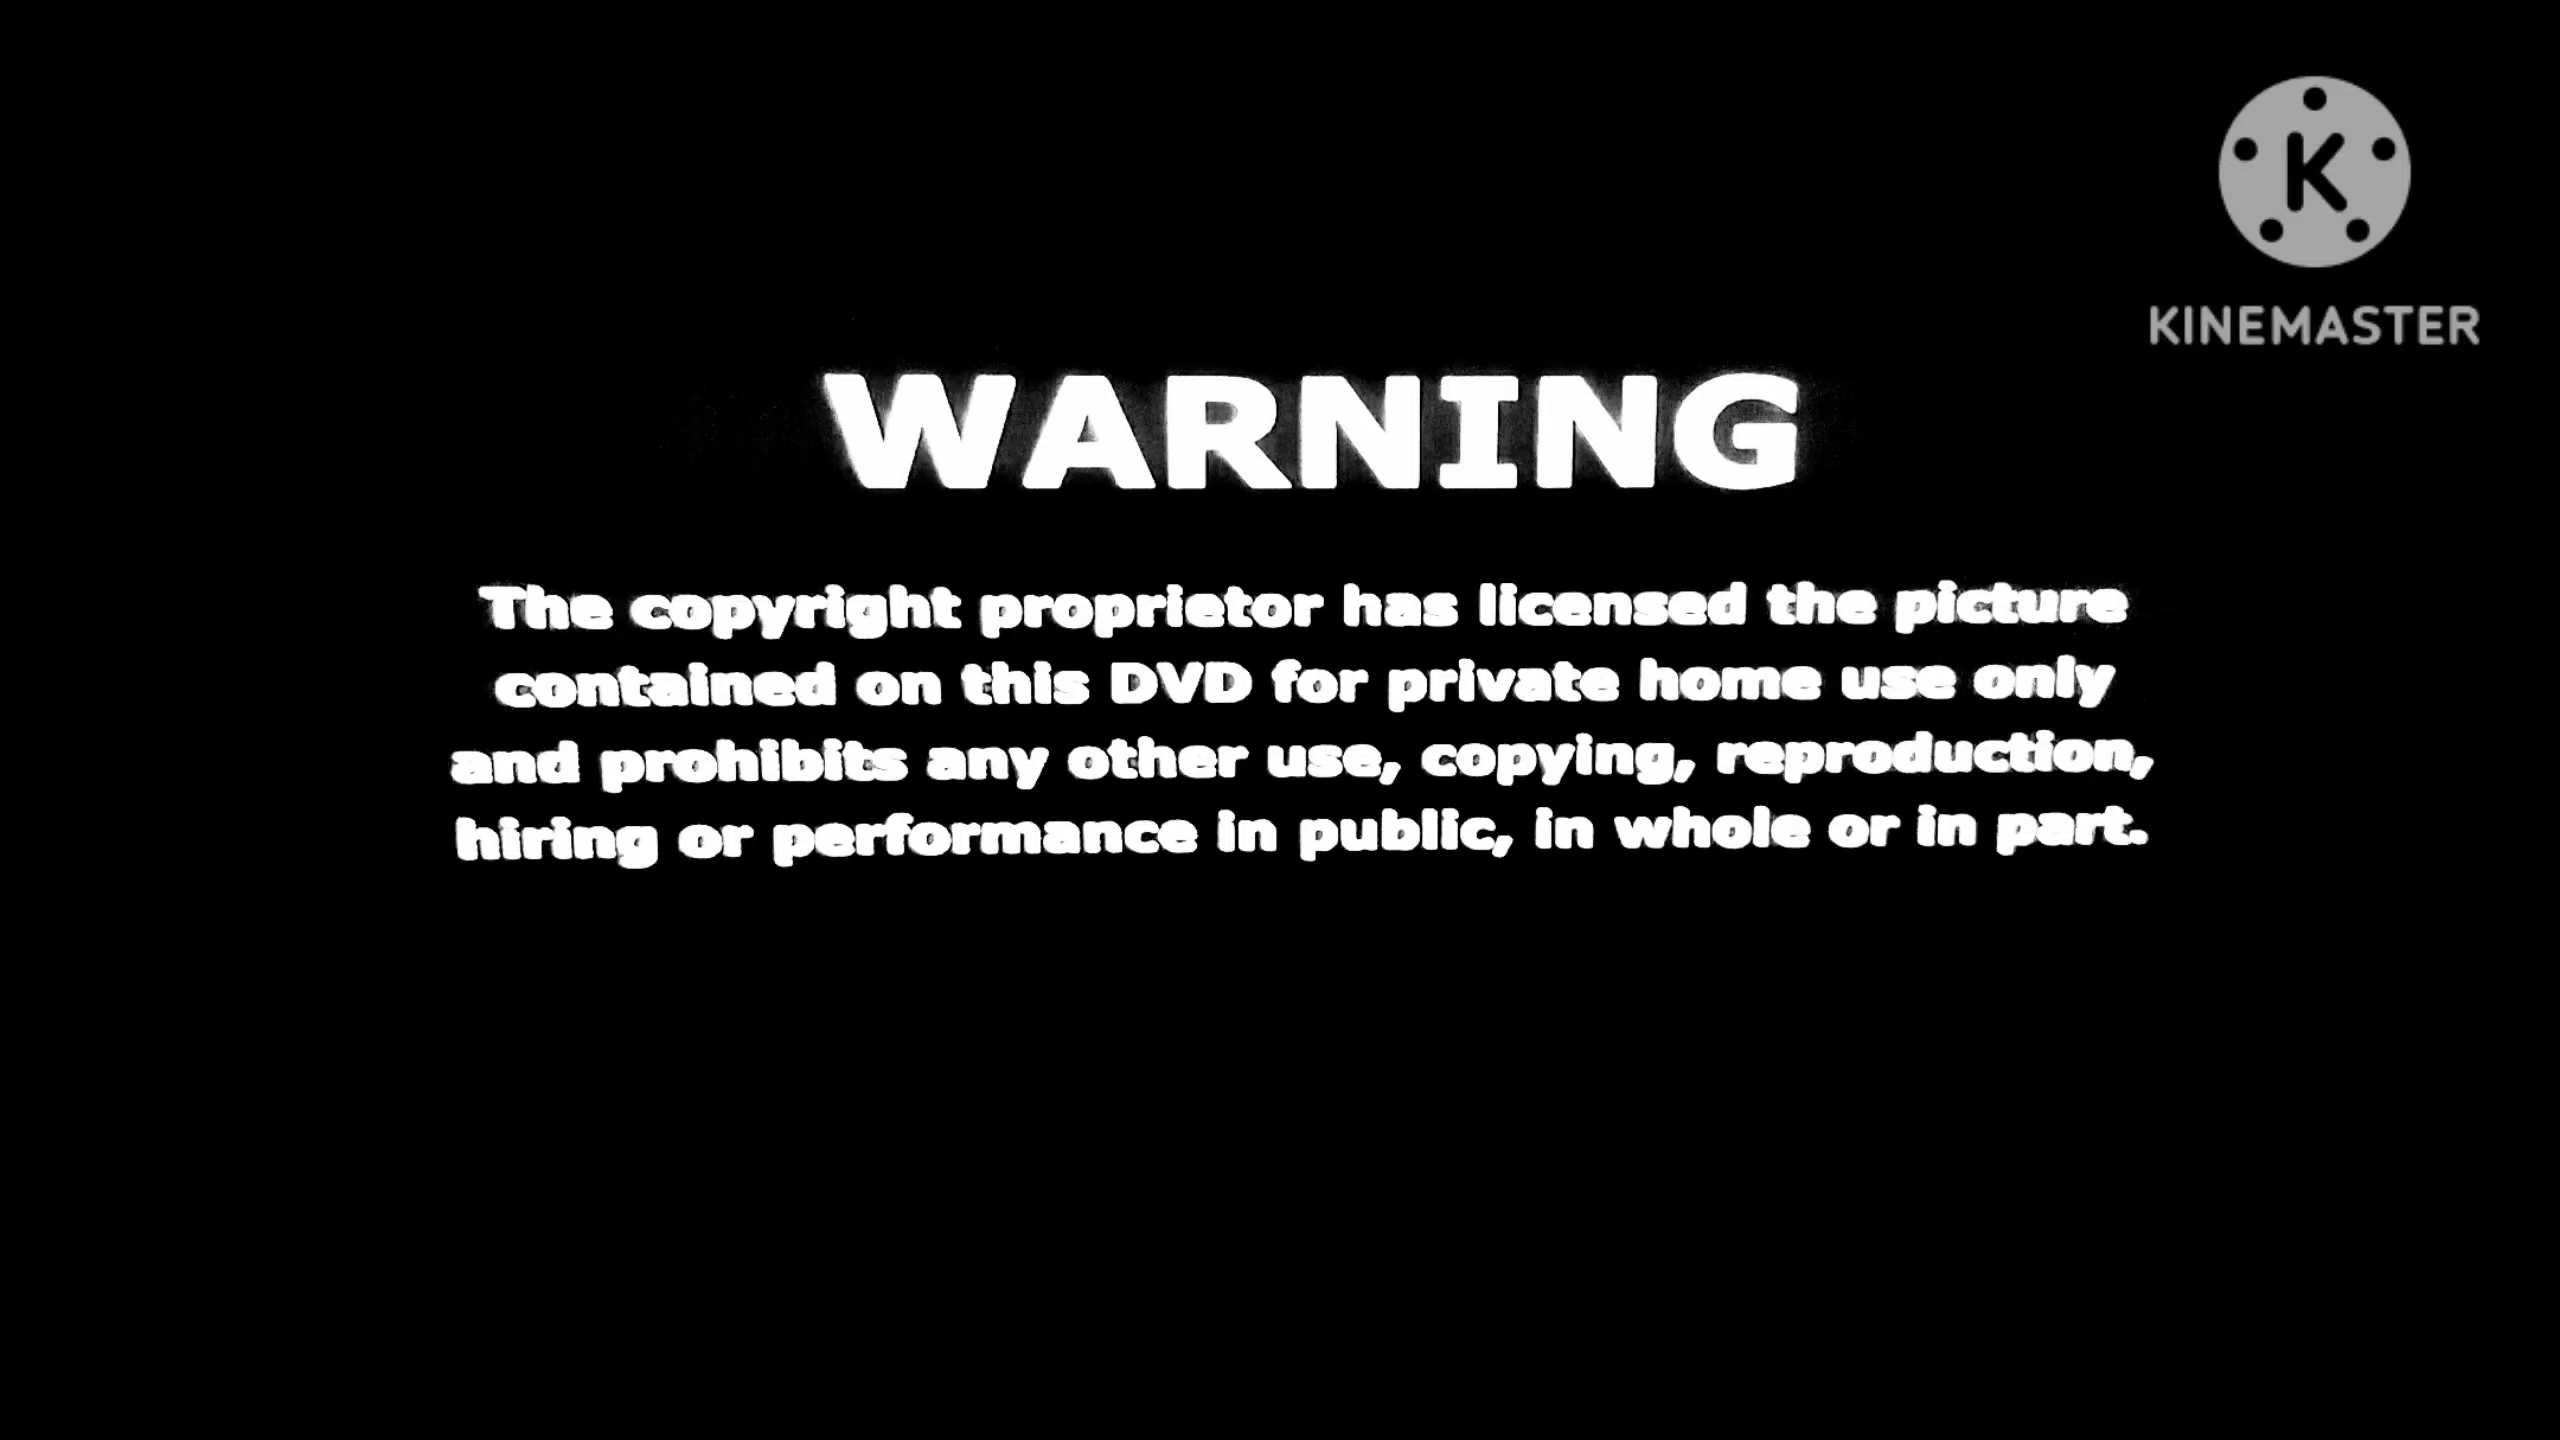 K
KINEMASTER
WARNING
The copyright proprietor has licensed the picture
contained on this DVD for private home use only
and prohibits any other use, copying, reproduction,
hiring or performance in public, in whole or in part.